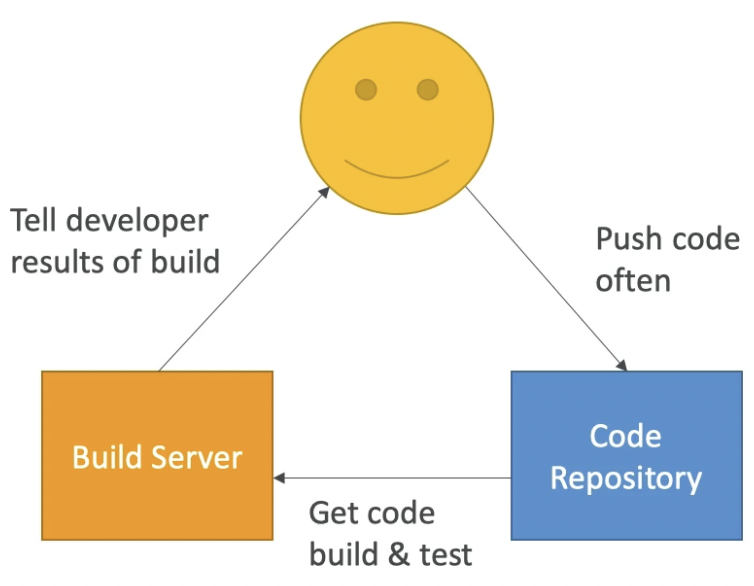 Tell developer
results of build
Push code
often
Build Server
Code
Repository
Get code
build & test